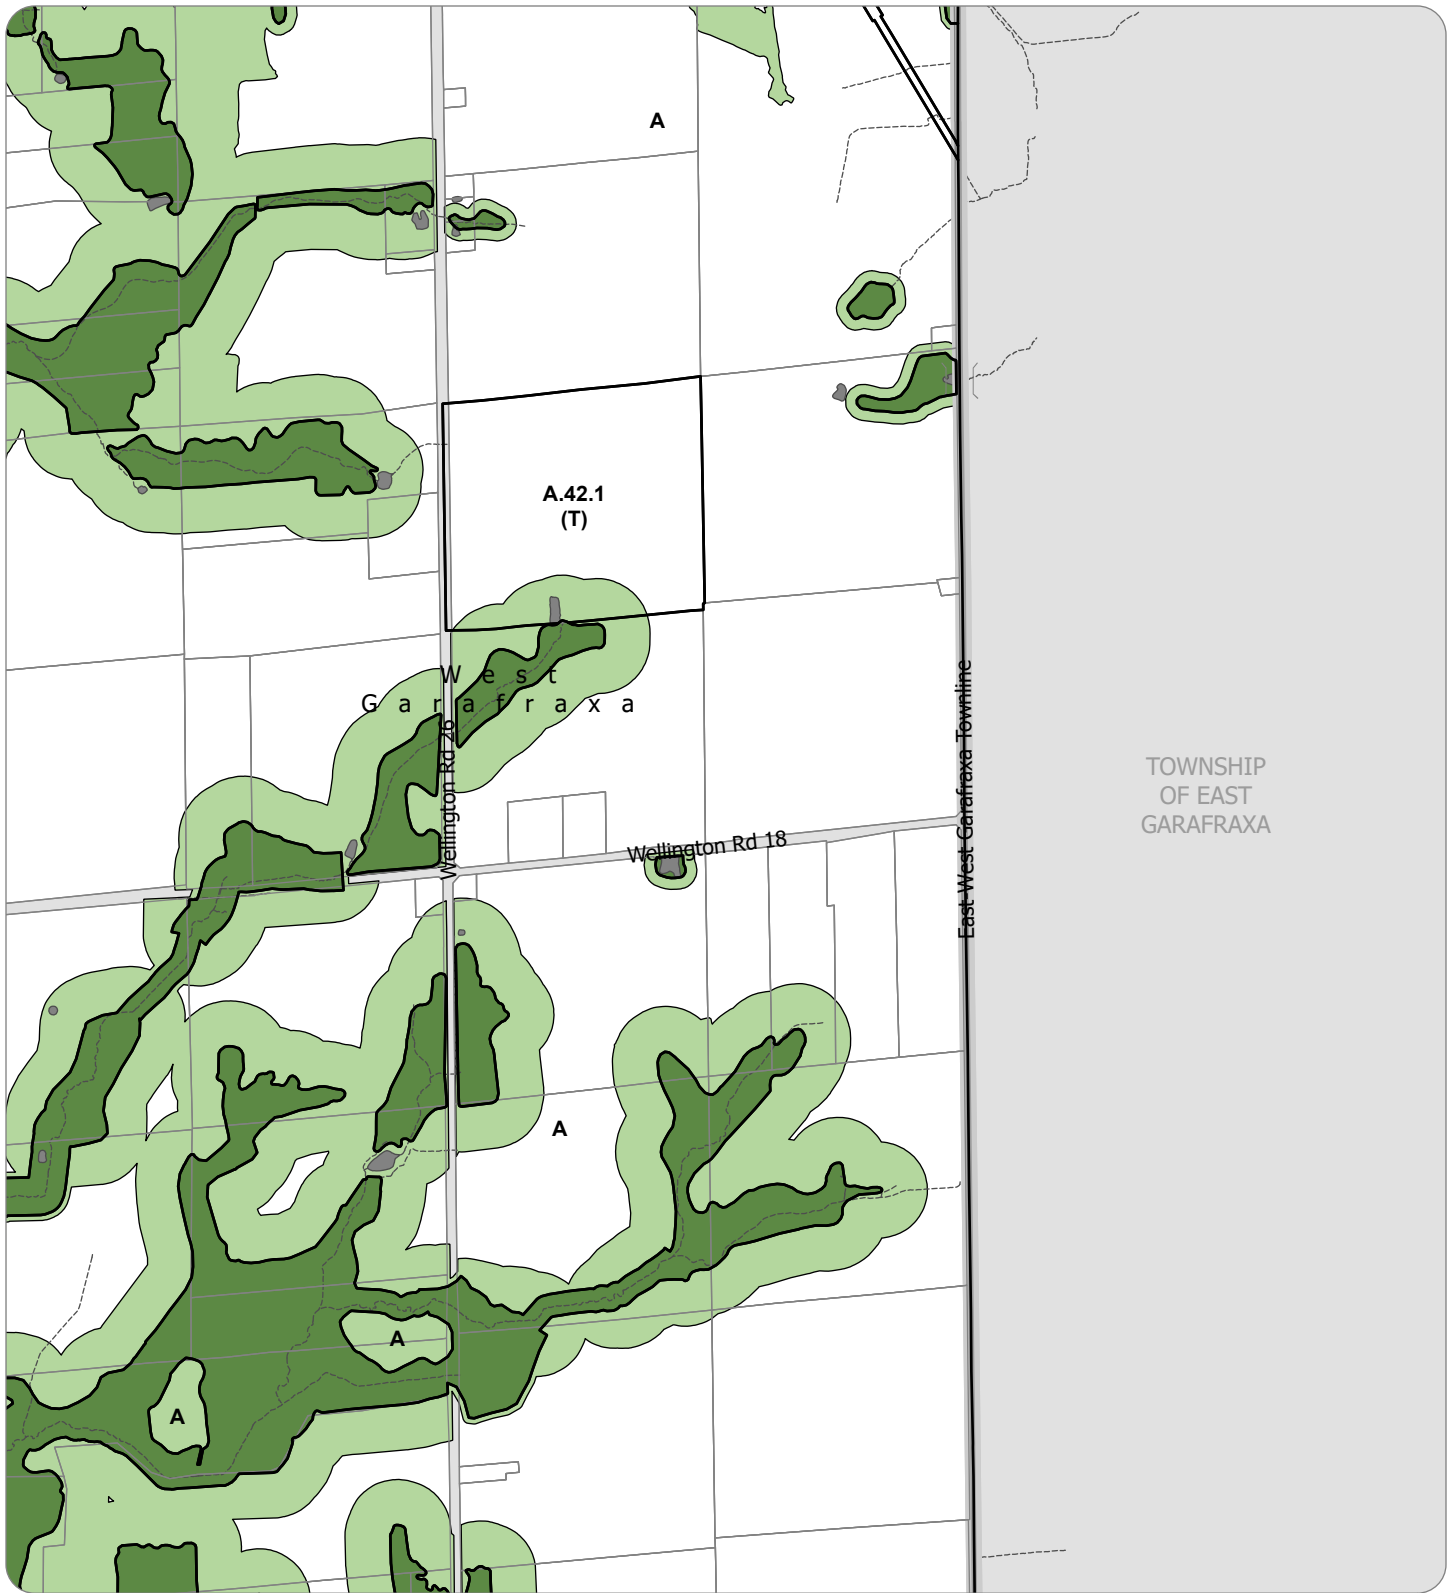 A
A.42.1
(T)
West
Garafraxa
Wellington Rd 26
East-West Garafraxa Townline
TOWNSHIP
OF EAST
GARAFRAXA
Wellington Rd 18
A
A
A